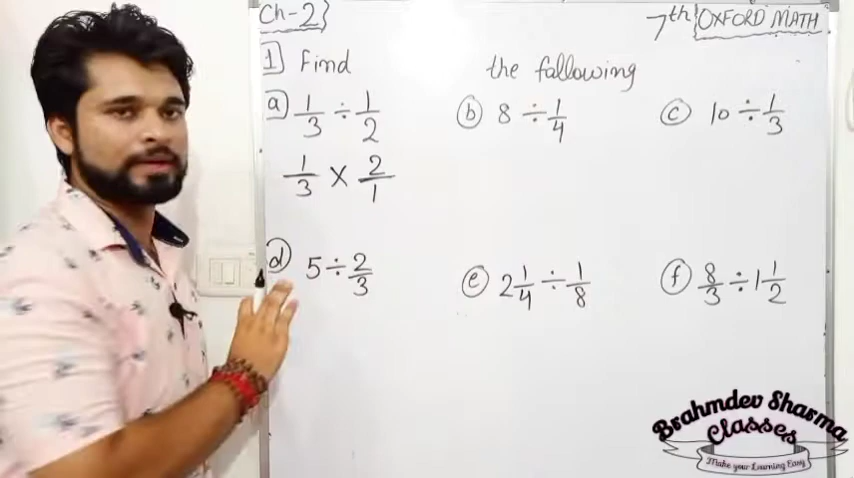 Ch-2}
7th {OXFORD MATH
1] Find the fallowing
a] 1/3 ÷ 1/2
(b) 8 ÷ 1/4
(c) 10 ÷ 1/3
1/3 × 2/1
(d) 5 ÷ 2/3
(e) 2 1/4 ÷ 1/8
(f) 8/3 ÷ 1 1/2
Brahmdev Sharma
Classes
Make your Learning Easy